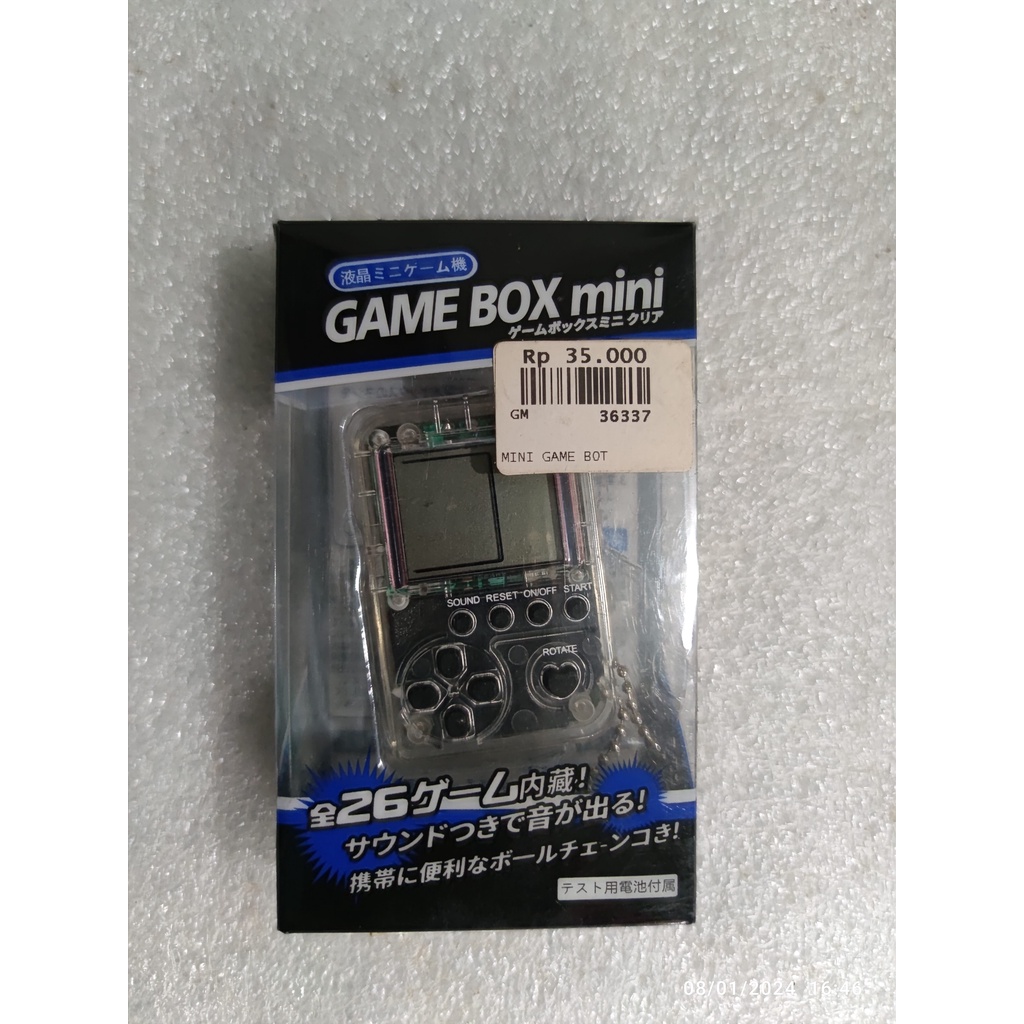 液晶ミニゲーム機
GAME BOX mini
ゲームボックスミニ クリア
Rp 35.000
GM 36337
MINI GAME BOT
SOUND RESET ON/OFF START
ROTATE
全26ゲーム内蔵!
サウンドつきで音が出る!
携帯に便利なボールチェーンコき!
テスト用電池付属
08/01/2024 16:46